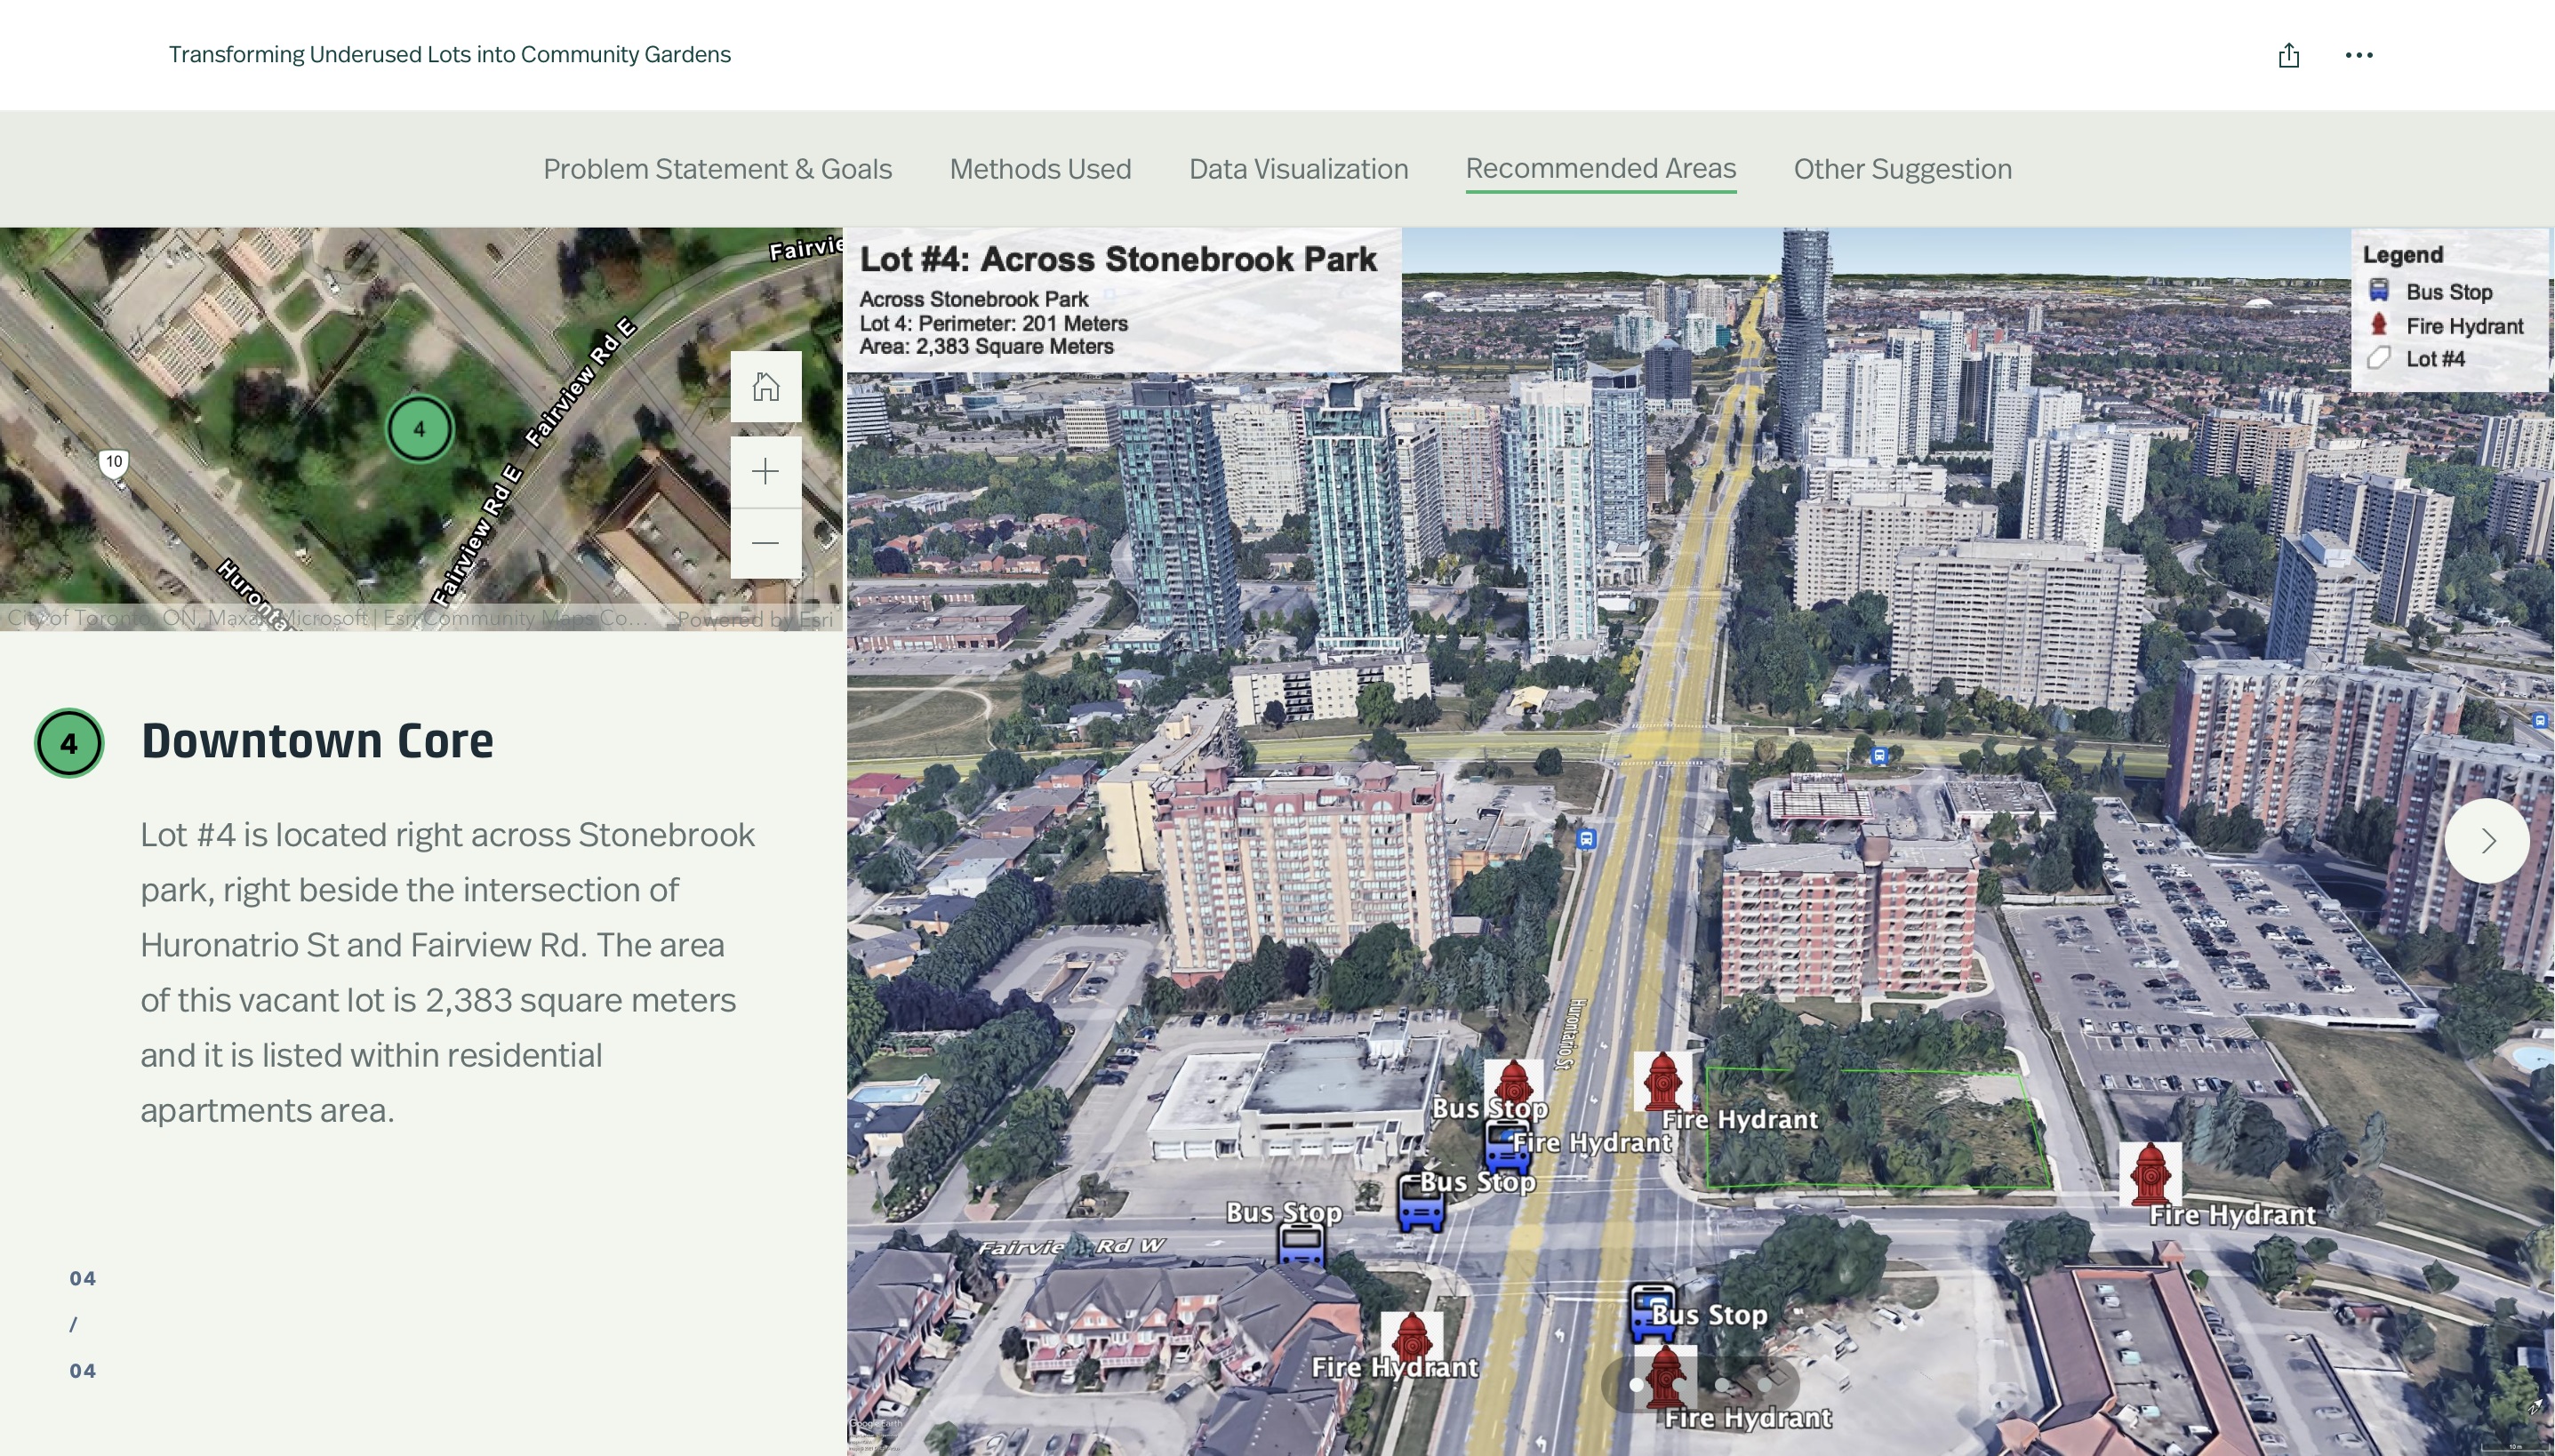 Transforming Underused Lots into Community Gardens
Problem Statement & Goals
Methods Used
Data Visualization
Recommended Areas
Other Suggestion
Fairvie
Fairview Rd E
Fairview Rd E
4
10
Huront
City of Toronto, ON, Maxar, Microsoft | Esri Community Maps Co...
Powered by Esri
4
Downtown Core
Lot #4 is located right across Stonebrook
park, right beside the intersection of
Huronatrio St and Fairview Rd. The area
of this vacant lot is 2,383 square meters
and it is listed within residential
apartments area.
04
/
04
Lot #4: Across Stonebrook Park
Across Stonebrook Park
Lot 4: Perimeter: 201 Meters
Area: 2,383 Square Meters
Legend
Bus Stop
Fire Hydrant
Lot #4
Hurontario St
Bus Stop
Fire Hydrant
Fire Hydrant
Bus Stop
Bus Stop
Fire Hydrant
Fairview Rd W
Bus Stop
Fire Hydrant
Fire Hydrant
Google Earth
10 m